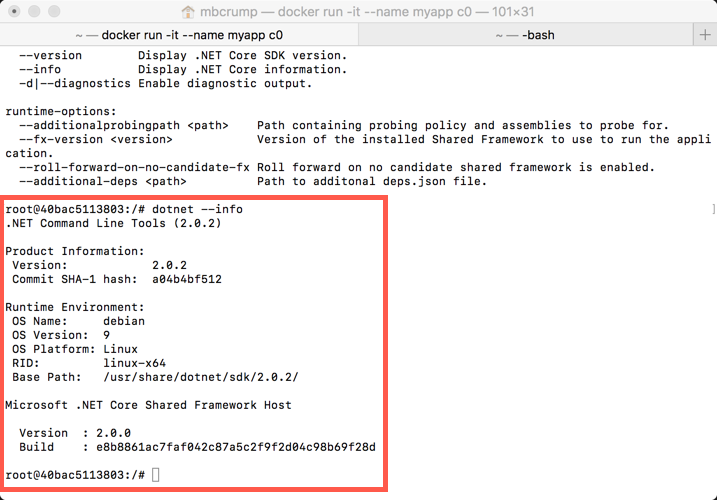 mbcrump — docker run -it --name myapp c0 — 101×31
~ — docker run -it --name myapp c0
~ — -bash
+
--version        Display .NET Core SDK version.
--info           Display .NET Core information.
-d|--diagnostics Enable diagnostic output.
runtime-options:
--additionalprobingpath <path>    Path containing probing policy and assemblies to probe for.
--fx-version <version>            Version of the installed Shared Framework to use to run the appli
cation.
--roll-forward-on-no-candidate-fx Roll forward on no candidate shared framework is enabled.
--additional-deps <path>          Path to additonal deps.json file.
root@40bac5113803:/# dotnet --info
.NET Command Line Tools (2.0.2)
Product Information:
Version:            2.0.2
Commit SHA-1 hash:  a04b4bf512
Runtime Environment:
OS Name:     debian
OS Version:  9
OS Platform: Linux
RID:         linux-x64
Base Path:   /usr/share/dotnet/sdk/2.0.2/
Microsoft .NET Core Shared Framework Host
Version  : 2.0.0
Build    : e8b8861ac7faf042c87a5c2f9f2d04c98b69f28d
root@40bac5113803:/#